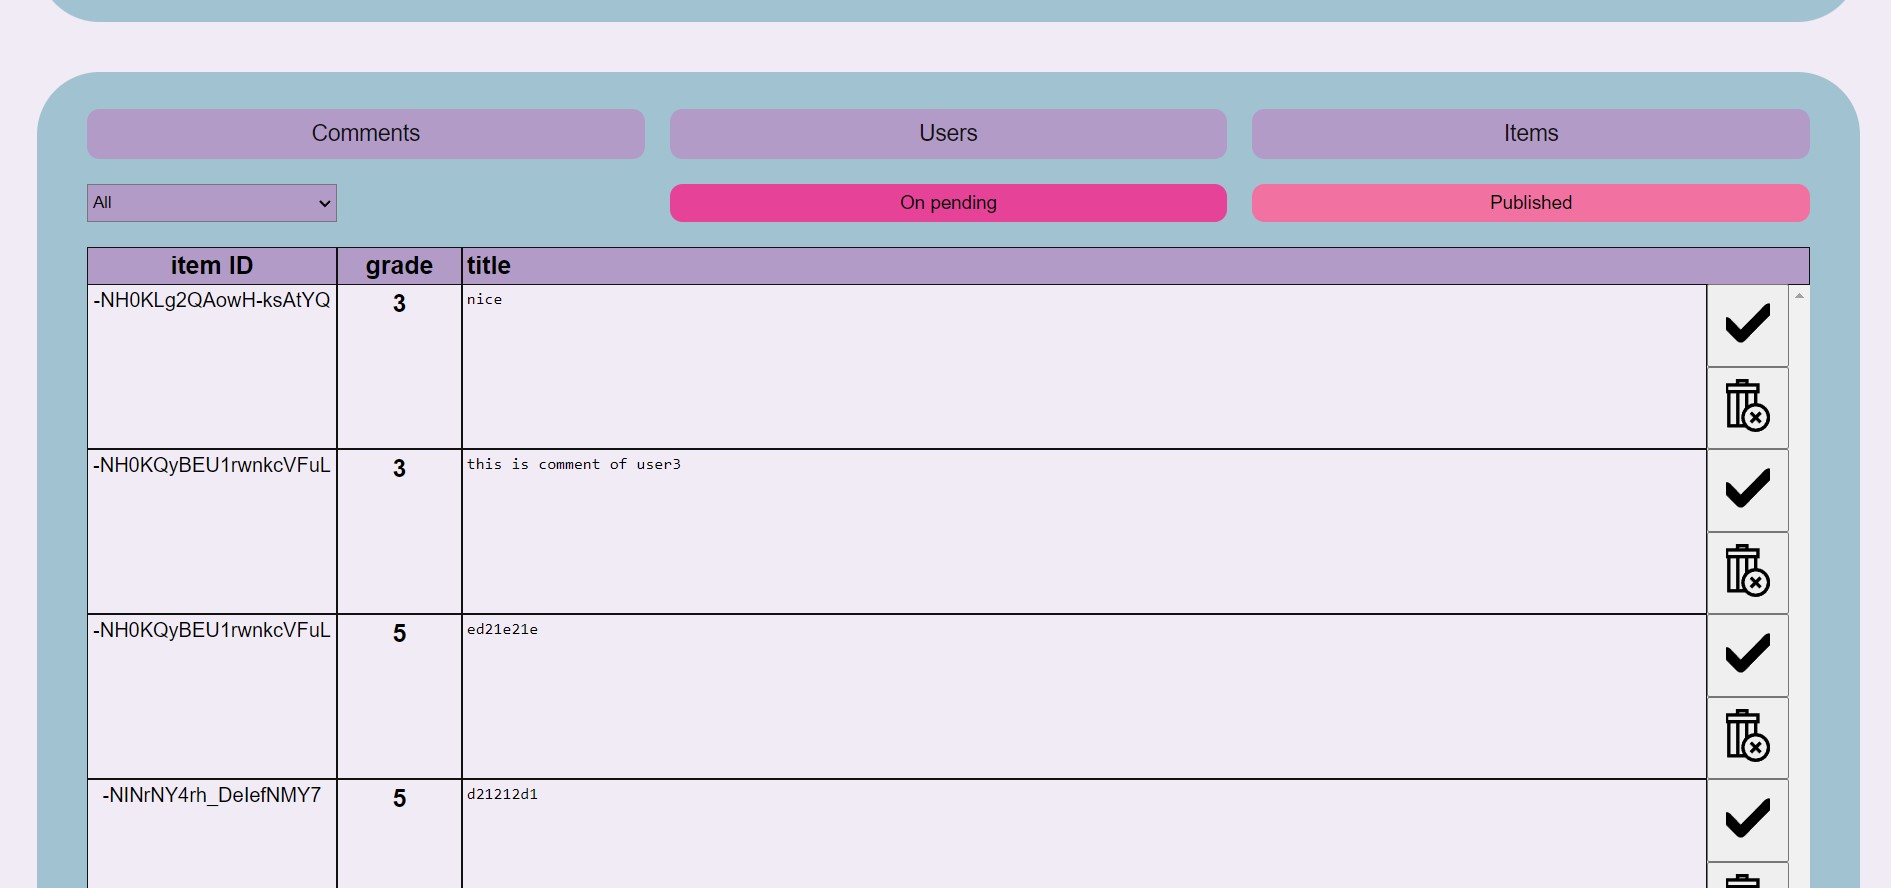 Comments Users Items
All On pending Published
item ID grade title
-NH0KLg2QAowH-ksAtYQ 3 nice
-NH0KQyBEU1rwnkcVFuL 3 this is comment of user3
-NH0KQyBEU1rwnkcVFuL 5 ed21e21e
-NINrNY4rh_DelefNMY7 5 d21212d1